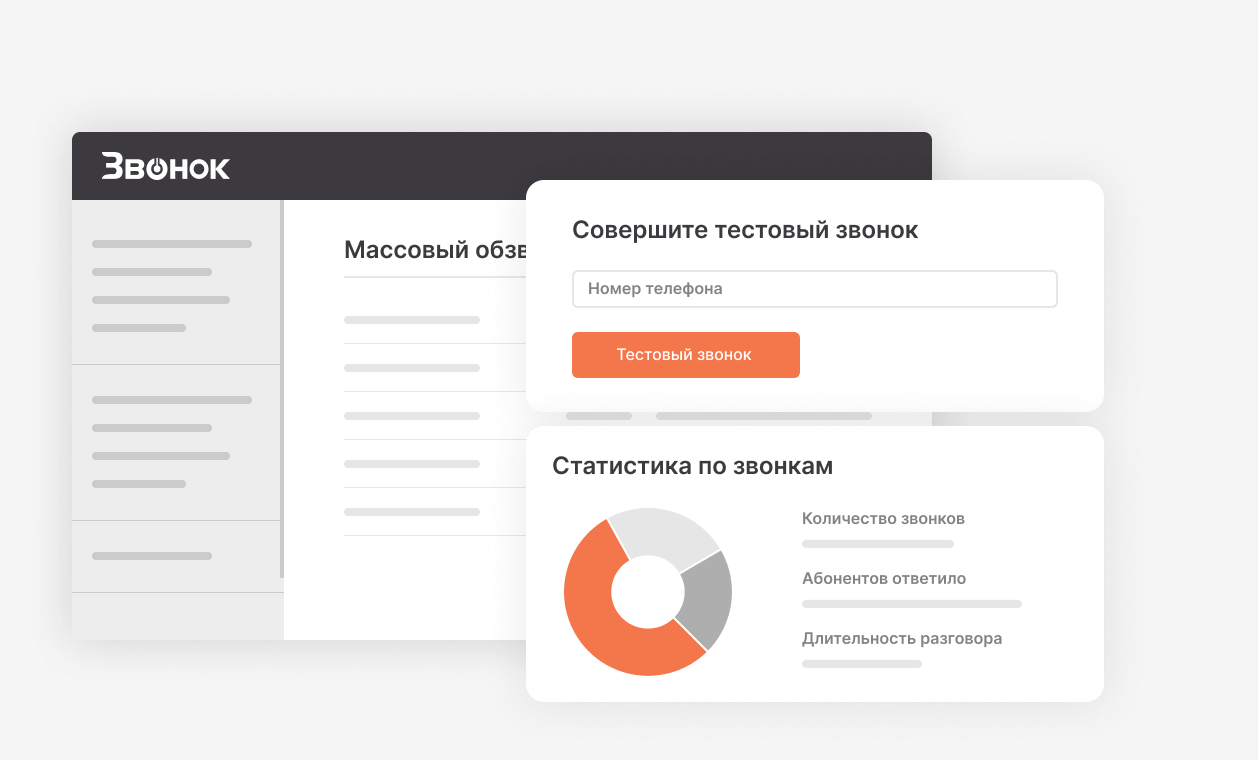 Звонок
Массовый обзв
Совершите тестовый звонок
Номер телефона
Тестовый звонок
Статистика по звонкам
Количество звонков
Абонентов ответило
Длительность разговора